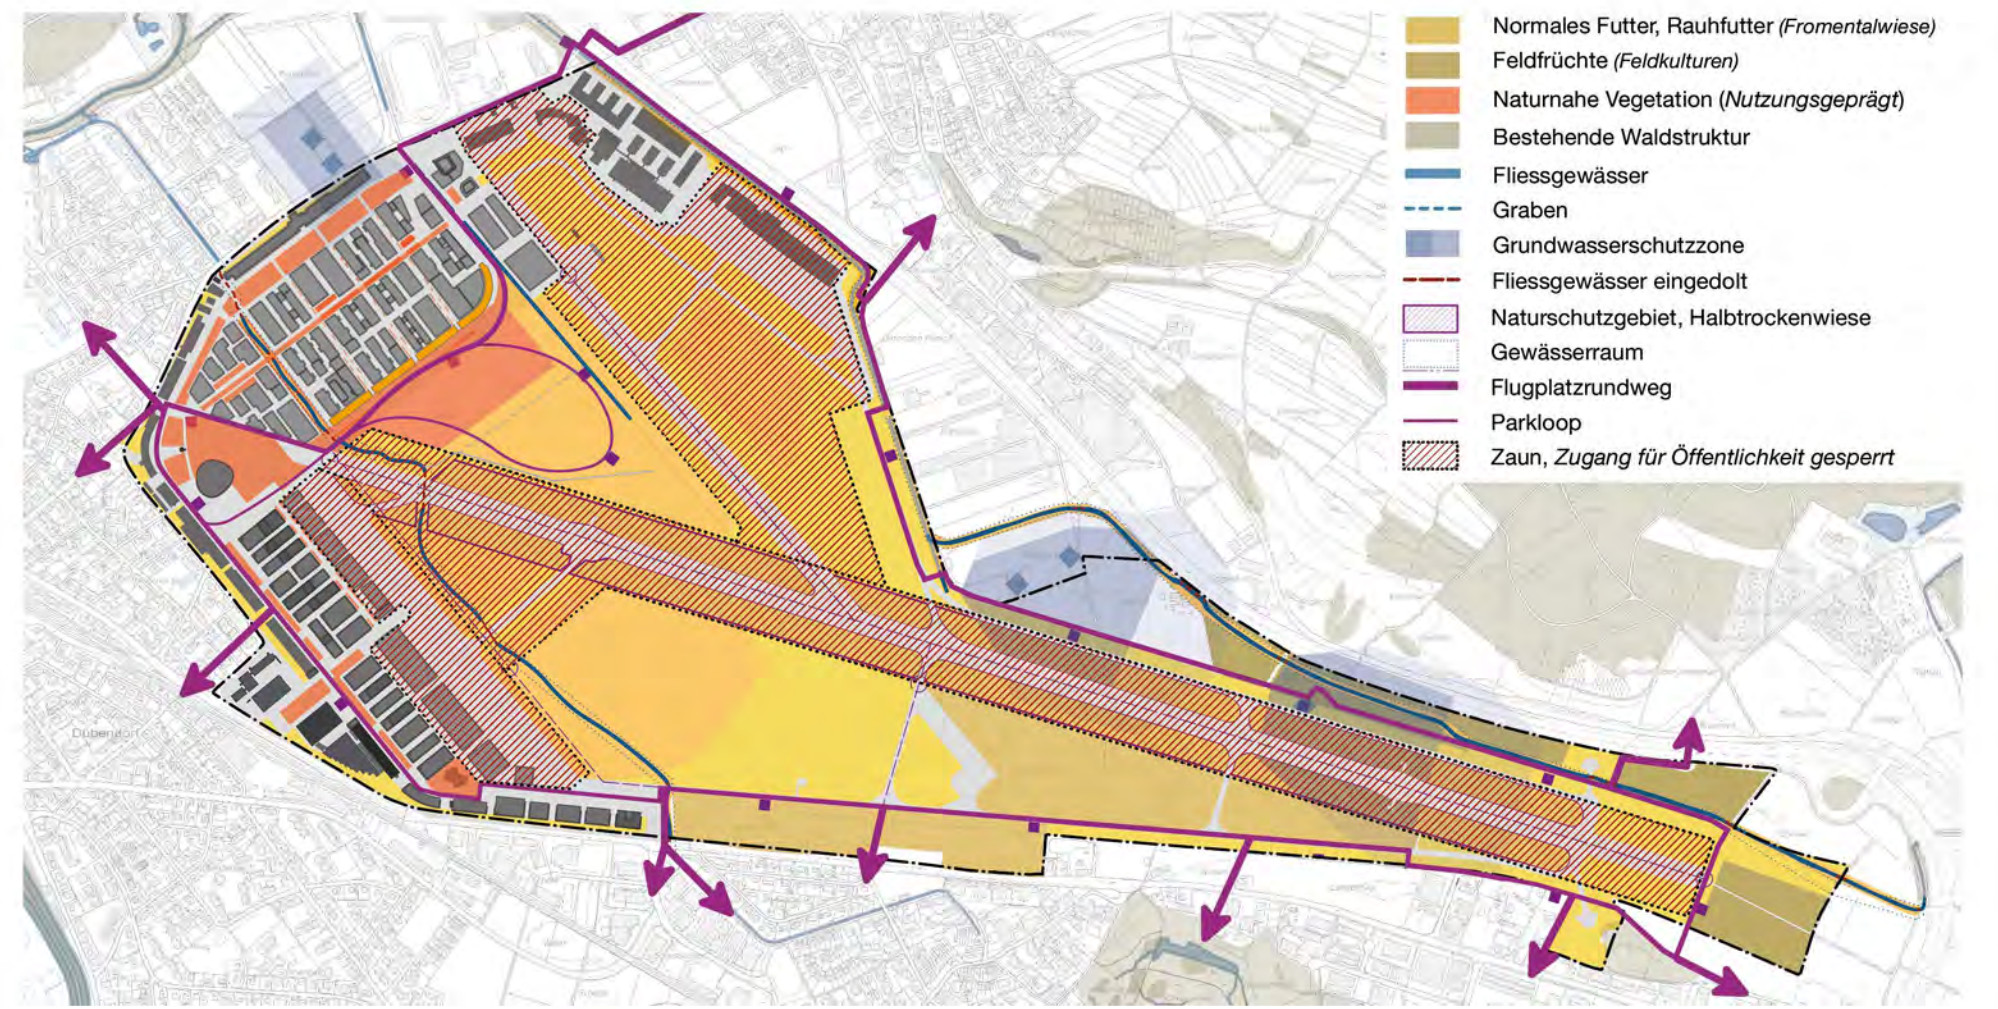 Normales Futter, Rauhfutter (Fromentalwiese)
Feldfrüchte (Feldkulturen)
Naturnahe Vegetation (Nutzungsgeprägt)
Bestehende Waldstruktur
Fliessgewässer
Graben
Grundwasserschutzzone
Fliessgewässer eingedolt
Naturschutzgebiet, Halbtrockenwiese
Gewässerraum
Flugplatzrundweg
Parkloop
Zaun, Zugang für Öffentlichkeit gesperrt
Dübendorf